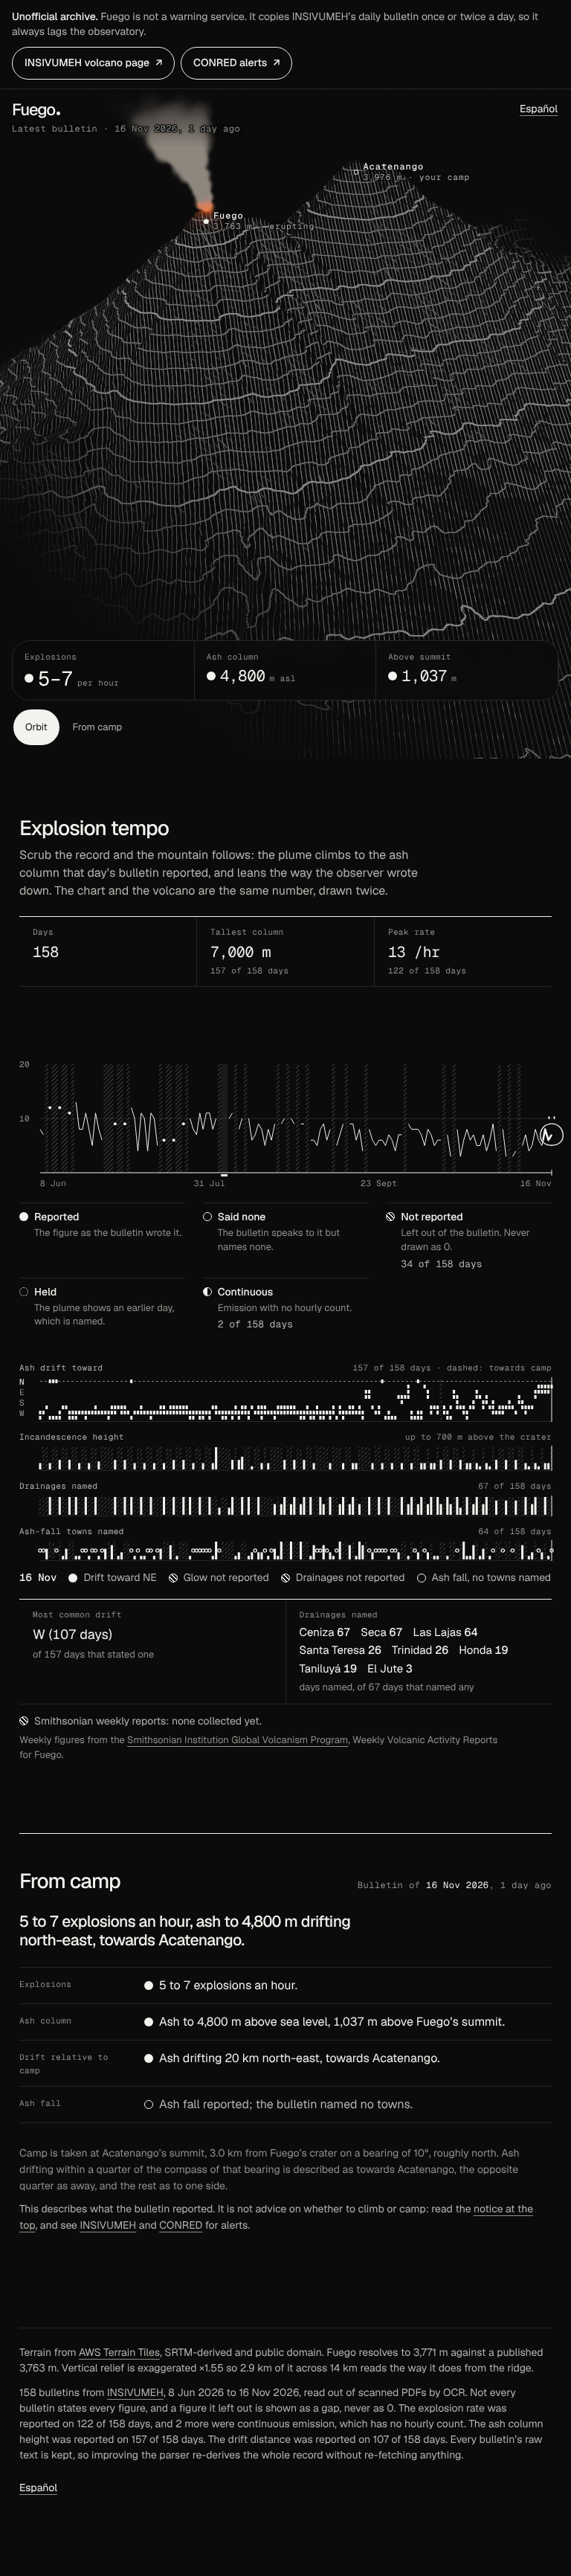 Unofficial archive. Fuego is not a warning service. It copies INSIVUMEH's daily bulletin once or twice a day, so it
always lags the observatory.
INSIVUMEH volcano page ↗ CONRED alerts ↗
Fuego.
Español
Latest bulletin · 16 Nov 2026, 1 day ago
Acatenango
3,976 m · your camp
Fuego
3,763 m · erupting
Explosions
5–7 per hour
Ash column
4,800 m asl
Above summit
1,037 m
Orbit From camp
Explosion tempo
Scrub the record and the mountain follows: the plume climbs to the ash
column that day's bulletin reported, and leans the way the observer wrote
down. The chart and the volcano are the same number, drawn twice.
Days
158
Tallest column
7,000 m
157 of 158 days
Peak rate
13 /hr
122 of 158 days
20
10
8 Jun 31 Jul 23 Sept 16 Nov
Reported
The figure as the bulletin wrote it.
Said none
The bulletin speaks to it but
names none.
Not reported
Left out of the bulletin. Never
drawn as 0.
34 of 158 days
Held
The plume shows an earlier day,
which is named.
Continuous
Emission with no hourly count.
2 of 158 days
Ash drift toward 157 of 158 days · dashed: towards camp
N
E
S
W
Incandescence height up to 700 m above the crater
Drainages named 67 of 158 days
Ash-fall towns named 64 of 158 days
16 Nov Drift toward NE Glow not reported Drainages not reported Ash fall, no towns named
Most common drift
W (107 days)
of 157 days that stated one
Drainages named
Ceniza 67 Seca 67 Las Lajas 64
Santa Teresa 26 Trinidad 26 Honda 19
Taniluyá 19 El Jute 3
days named, of 67 days that named any
Smithsonian weekly reports: none collected yet.
Weekly figures from the Smithsonian Institution Global Volcanism Program, Weekly Volcanic Activity Reports
for Fuego.
From camp
Bulletin of 16 Nov 2026, 1 day ago
5 to 7 explosions an hour, ash to 4,800 m drifting
north-east, towards Acatenango.
Explosions
5 to 7 explosions an hour.
Ash column
Ash to 4,800 m above sea level, 1,037 m above Fuego's summit.
Drift relative to
camp
Ash drifting 20 km north-east, towards Acatenango.
Ash fall
Ash fall reported; the bulletin named no towns.
Camp is taken at Acatenango's summit, 3.0 km from Fuego's crater on a bearing of 10°, roughly north. Ash
drifting within a quarter of the compass of that bearing is described as towards Acatenango, the opposite
quarter as away, and the rest as to one side.
This describes what the bulletin reported. It is not advice on whether to climb or camp: read the notice at the
top, and see INSIVUMEH and CONRED for alerts.
Terrain from AWS Terrain Tiles, SRTM-derived and public domain. Fuego resolves to 3,771 m against a published
3,763 m. Vertical relief is exaggerated ×1.55 so 2.9 km of it across 14 km reads the way it does from the ridge.
158 bulletins from INSIVUMEH, 8 Jun 2026 to 16 Nov 2026, read out of scanned PDFs by OCR. Not every
bulletin states every figure, and a figure it left out is shown as a gap, never as 0. The explosion rate was
reported on 122 of 158 days, and 2 more were continuous emission, which has no hourly count. The ash column
height was reported on 157 of 158 days. The drift distance was reported on 107 of 158 days. Every bulletin's raw
text is kept, so improving the parser re-derives the whole record without re-fetching anything.
Español